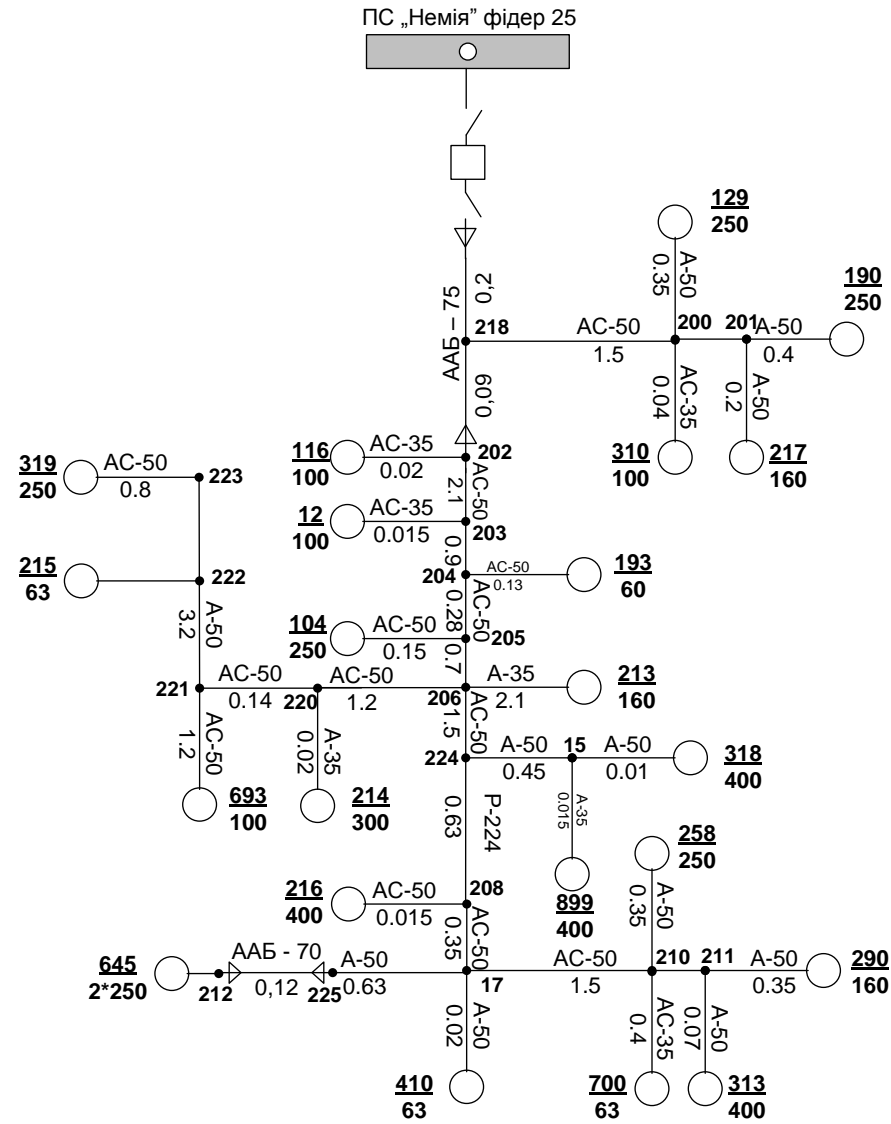 ПС „Немія” фідер 25
129
250
А-50
0.35
190
250
0,2
ААБ – 75
218
АС-50
1.5
200
201
А-50
0.4
0,09
АС-35
0.04
А-50
0.2
310
100
217
160
319
250
АС-50
0.8
223
116
100
АС-35
0.02
202
АС-50
2.1
12
100
АС-35
0.015
203
0.9
215
63
222
204
АС-50
0.13
193
60
АС-50
0.28
А-50
3.2
104
250
АС-50
0.15
205
0.7
221
АС-50
0.14
220
АС-50
1.2
206
А-35
2.1
213
160
АС-50
1.2
А-35
0.02
АС-50
1.5
224
А-50
0.45
15
А-50
0.01
318
400
693
100
214
300
0.63
Р-224
А-35
0.015
899
400
258
250
216
400
АС-50
0.015
208
АС-50
0.35
А-50
0.35
645
2*250
212
ААБ - 70
0,12
225
А-50
0.63
17
АС-50
1.5
210
211
А-50
0.35
290
160
А-50
0.02
АС-35
0.4
А-50
0.07
410
63
700
63
313
400